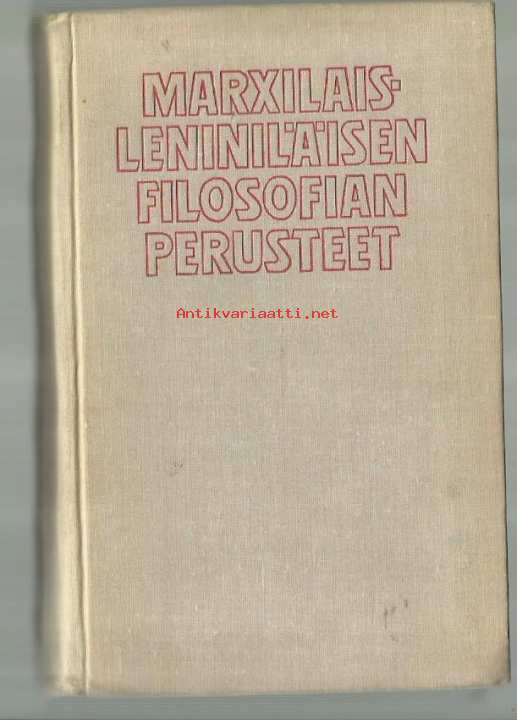 MARXILAIS-
LENINILÄISEN
FILOSOFIAN
PERUSTEET
Antikvariaatti.net